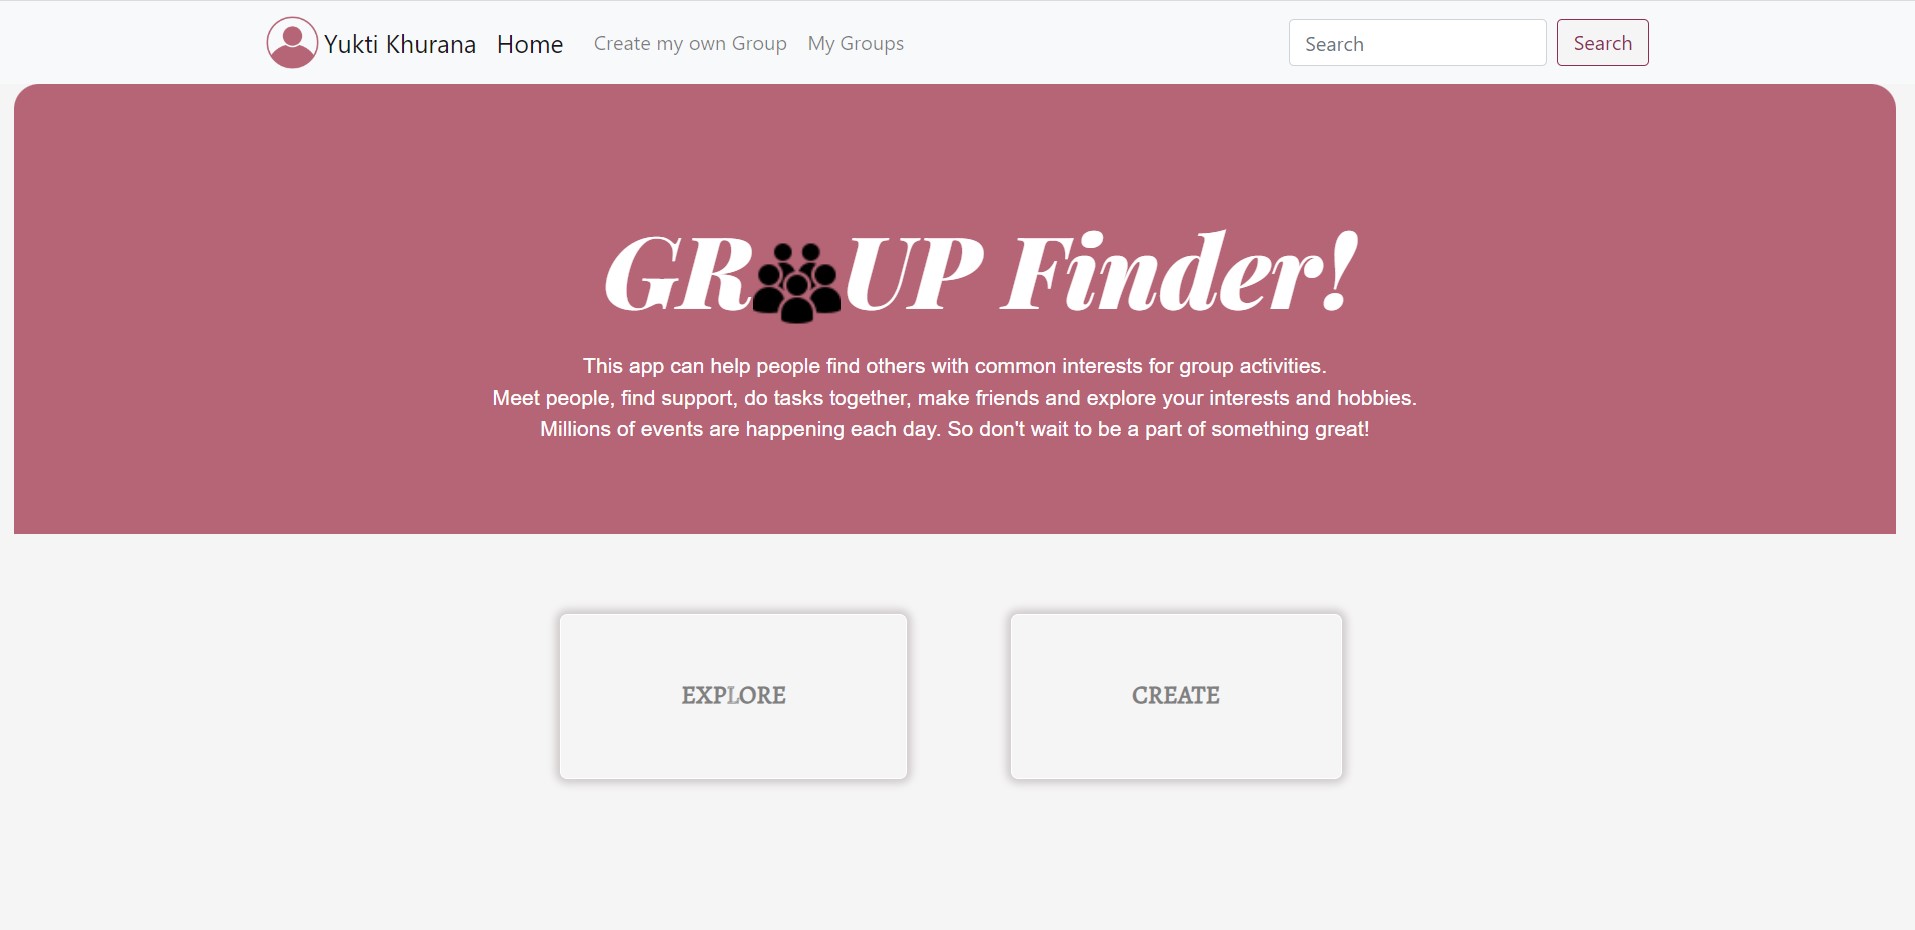 Yukti Khurana Home Create my own Group My Groups Search Search
GR UP Finder!
This app can help people find others with common interests for group activities.
Meet people, find support, do tasks together, make friends and explore your interests and hobbies.
Millions of events are happening each day. So don't wait to be a part of something great!
EXPLORE CREATE